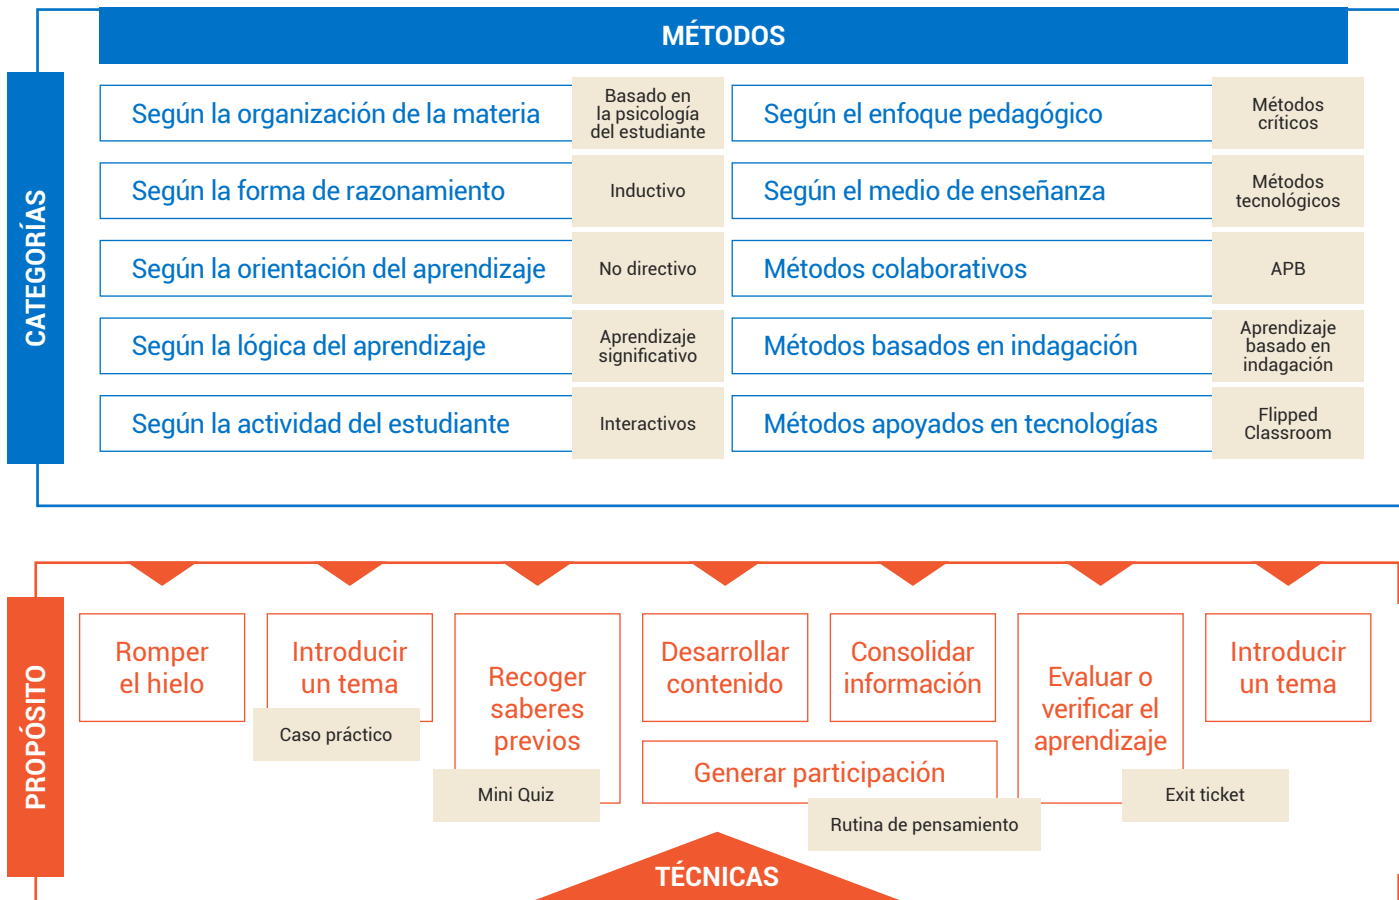 MÉTODOS
CATEGORÍAS
Según la organización de la materia
Basado en
la psicología
del estudiante
Según el enfoque pedagógico
Métodos
críticos
Según la forma de razonamiento
Inductivo
Según el medio de enseñanza
Métodos
tecnológicos
Según la orientación del aprendizaje
No directivo
Métodos colaborativos
APB
Según la lógica del aprendizaje
Aprendizaje
significativo
Métodos basados en indagación
Aprendizaje
basado en
indagación
Según la actividad del estudiante
Interactivos
Métodos apoyados en tecnologías
Flipped
Classroom
PROPÓSITO
Romper
el hielo
Introducir
un tema
Caso práctico
Recoger
saberes
previos
Mini Quiz
Desarrollar
contenido
Consolidar
información
Generar participación
Rutina de pensamiento
Evaluar o
verificar el
aprendizaje
Exit ticket
Introducir
un tema
TÉCNICAS